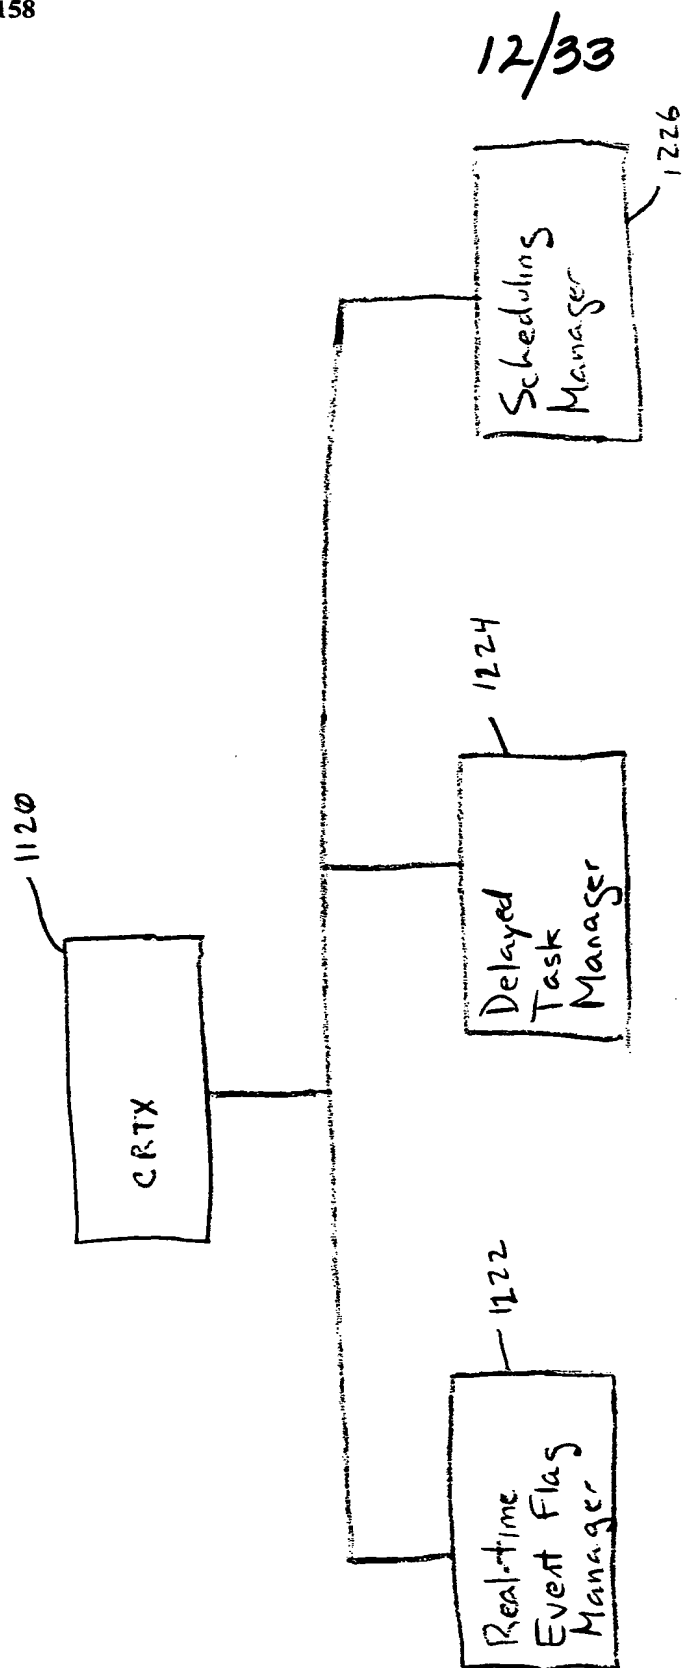 158
12/33
1120
CRTX
Real-time
Event Flag
Manager
1222
Delayed
Task
Manager
1224
Scheduling
Manager
1226